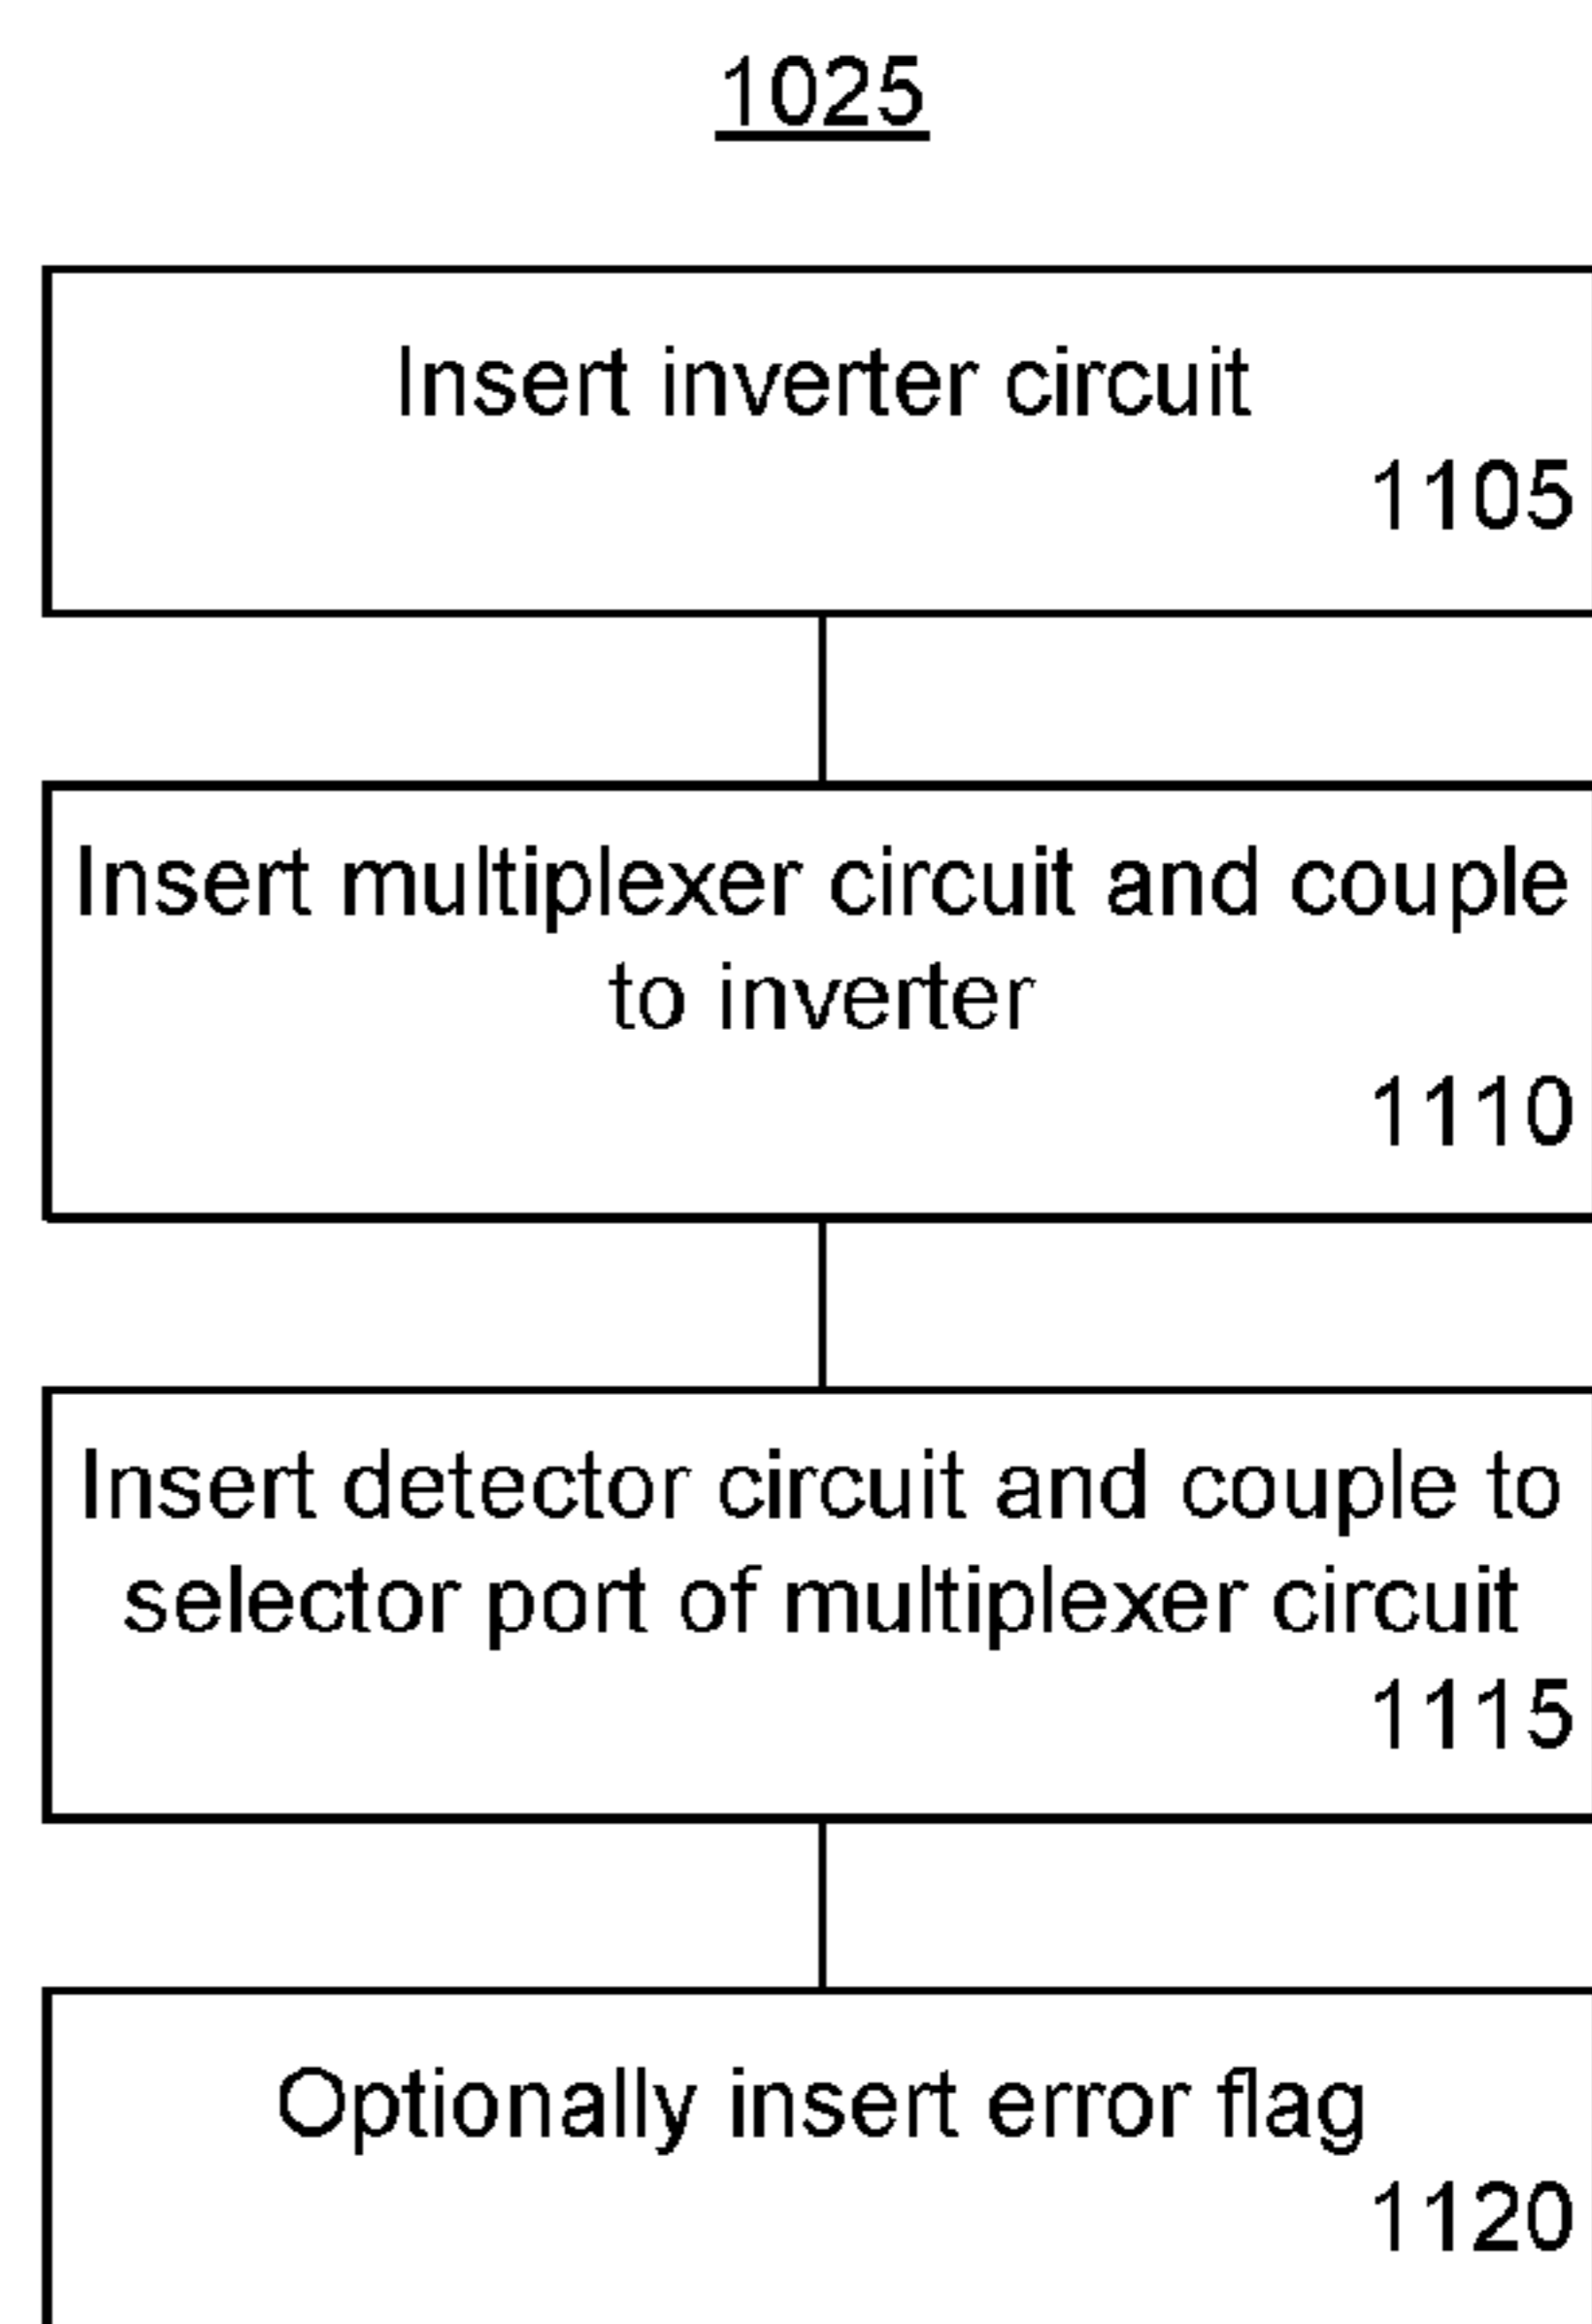 1025
Insert inverter circuit
1105
Insert multiplexer circuit and couple
to inverter
1110
Insert detector circuit and couple to
selector port of multiplexer circuit
1115
Optionally insert error flag
1120